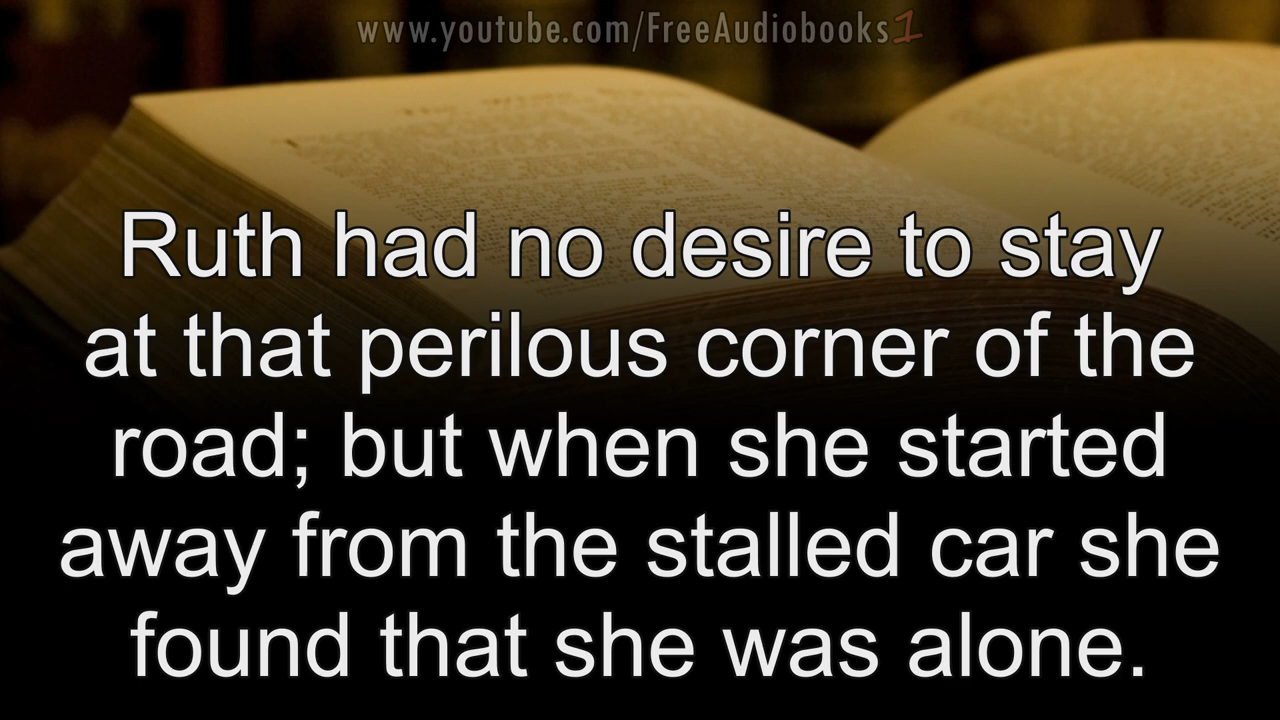 www.youtube.com/FreeAudiobooks1
Ruth had no desire to stay
at that perilous corner of the
road; but when she started
away from the stalled car she
found that she was alone.